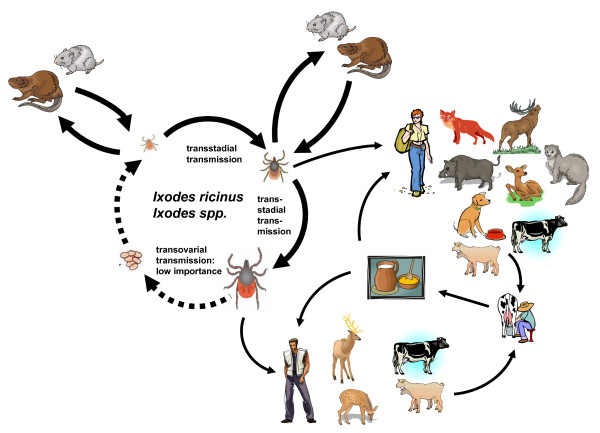 transstadial
transmission
Ixodes ricinus
Ixodes spp.
trans-
stadial
trans-
mission
transovarial
transmission:
low importance